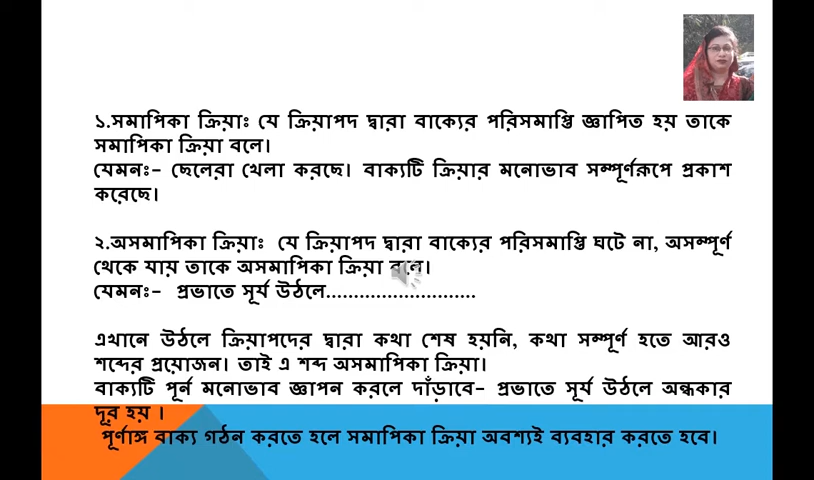 ১.সমাপিকা ক্রিয়াঃ যে ক্রিয়াপদ দ্বারা বাক্যের পরিসমাপ্তি জ্ঞাপিত হয় তাকে
সমাপিকা ক্রিয়া বলে।
যেমনঃ- ছেলেরা খেলা করছে। বাক্যটি ক্রিয়ার মনোভাব সম্পূর্ণরূপে প্রকাশ
করেছে।
২.অসমাপিকা ক্রিয়াঃ যে ক্রিয়াপদ দ্বারা বাক্যের পরিসমাপ্তি ঘটে না, অসম্পূর্ণ
থেকে যায় তাকে অসমাপিকা ক্রিয়া বলে।
যেমনঃ- প্রভাতে সূর্য উঠলে...........................
এখানে উঠলে ক্রিয়াপদের দ্বারা কথা শেষ হয়নি, কথা সম্পূর্ণ হতে আরও
শব্দের প্রয়োজন। তাই এ শব্দ অসমাপিকা ক্রিয়া।
বাক্যটি পূর্ন মনোভাব জ্ঞাপন করলে দাঁড়াবে- প্রভাতে সূর্য উঠলে অন্ধকার
দূর হয় ।
পূর্ণাঙ্গ বাক্য গঠন করতে হলে সমাপিকা ক্রিয়া অবশ্যই ব্যবহার করতে হবে।